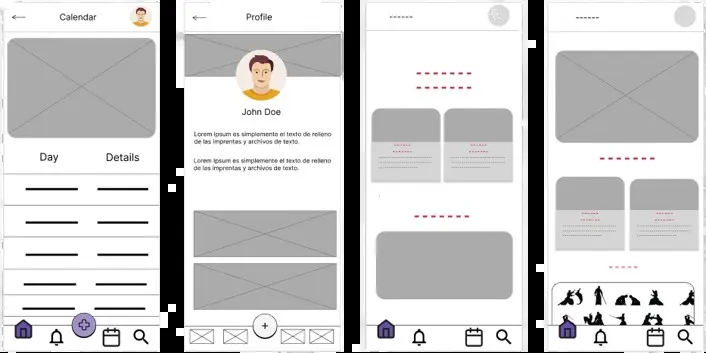 Calendar
Day
Details
Profile
John Doe
Lorem Ipsum es simplemente el texto de relleno
de las imprentas y archivos de texto.
Lorem Ipsum es simplemente el texto de relleno
de las imprentas y archivos de texto.